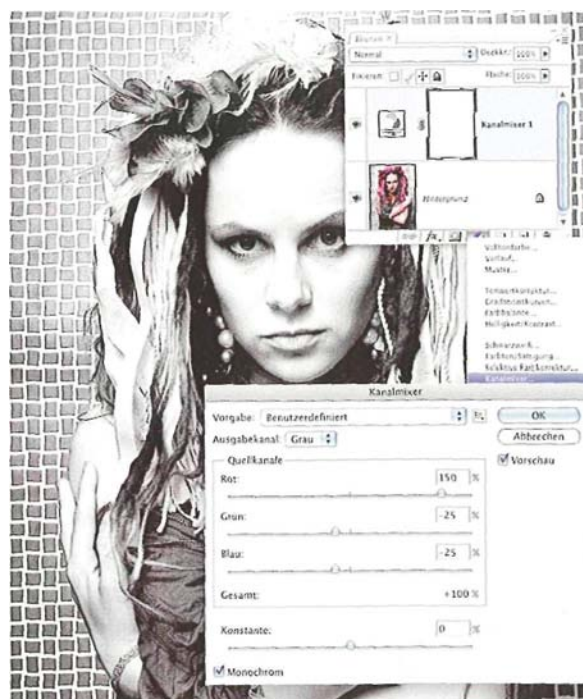 Ebenen ×
Normal Deckkr.: 100%
Fixieren: Fläche: 100%
Kanalmixer 1
Hintergrund
fx.
Volltonfarbe...
Verlauf...
Muster...
Tonwertkorrektur...
Gradationskurven...
Farbbalance...
Helligkeit/Kontrast...
Schwarzweiß...
Farbton/Sättigung...
Selektive Farbkorrektur...
Kanalmixer...
Kanalmixer
Vorgabe: Benutzerdefiniert OK
Ausgabekanal: Grau Abbrechen
Quellkanäle Vorschau
Rot: 150 %
Grün: -25 %
Blau: -25 %
Gesamt: +100 %
Konstante: 0 %
Monochrom